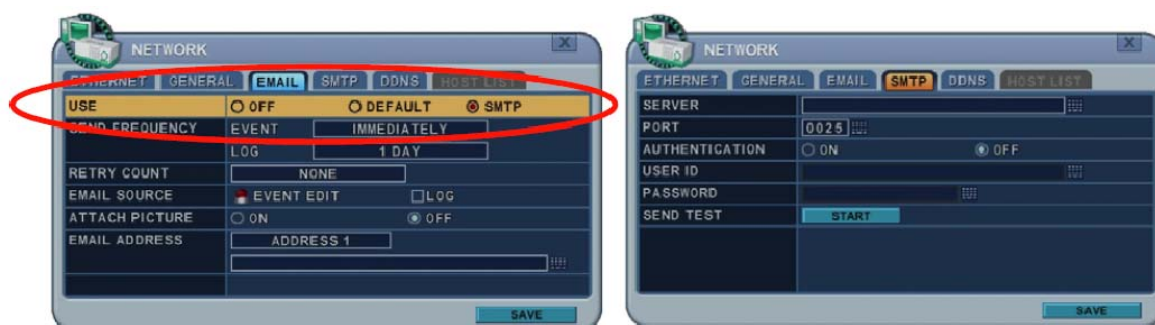 NETWORK
X
ETHERNET GENERAL EMAIL SMTP DDNS HOST LIST
USE OFF DEFAULT SMTP
SEND FREQUENCY EVENT IMMEDIATELY
LOG 1 DAY
RETRY COUNT NONE
EMAIL SOURCE EVENT EDIT LOG
ATTACH PICTURE ON OFF
EMAIL ADDRESS ADDRESS 1
SAVE
NETWORK
X
ETHERNET GENERAL EMAIL SMTP DDNS HOST LIST
SERVER
PORT 0025
AUTHENTICATION ON OFF
USER ID
PASSWORD
SEND TEST START
SAVE